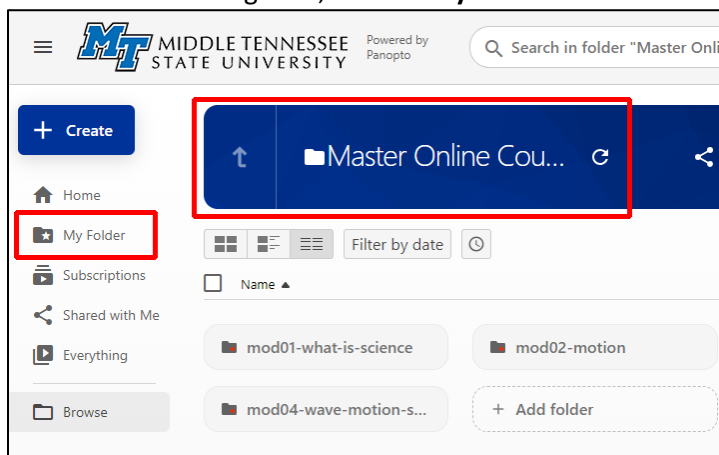 MT MIDDLE TENNESSEE
STATE UNIVERSITY
Powered by
Panopto
Search in folder "Master Onli
+ Create
Master Online Cou...
Home
My Folder
Filter by date
Subscriptions
Name
Shared with Me
Everything
mod01-what-is-science
mod02-motion
Browse
mod04-wave-motion-s...
+ Add folder